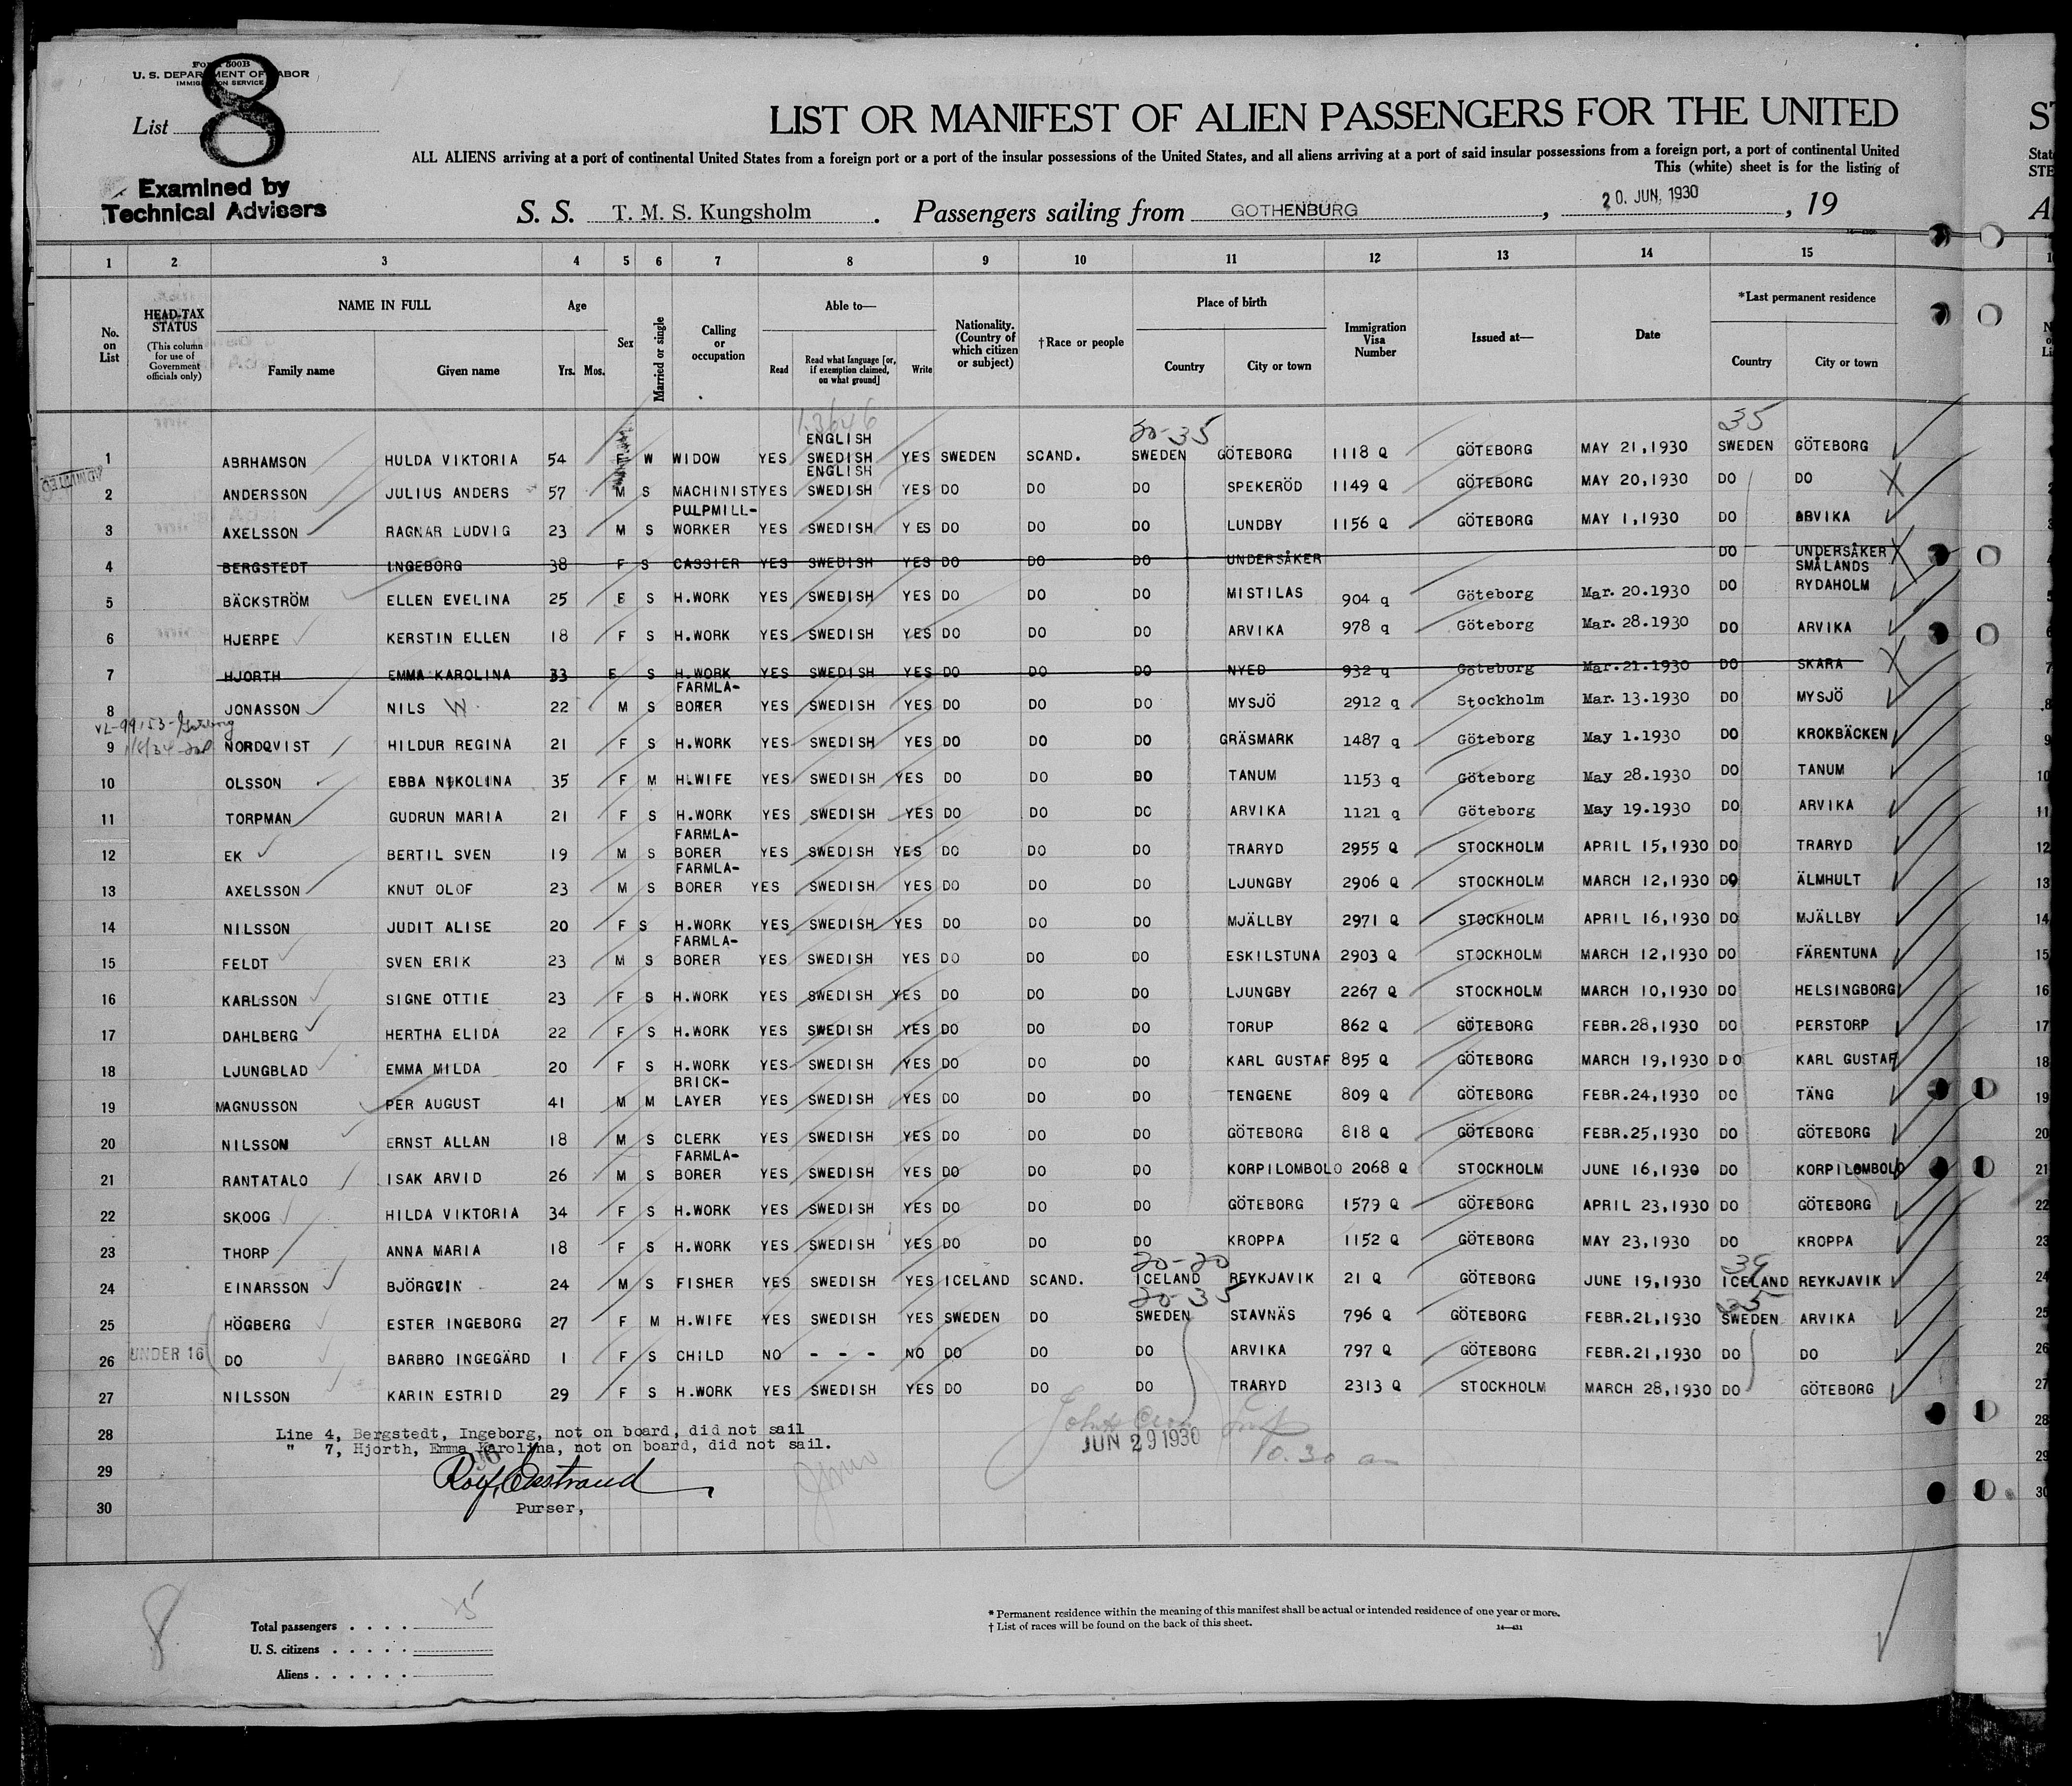 Form 500B
U. S. DEPARTMENT OF LABOR
IMMIGRATION SERVICE
List 8
Examined by
Technical Advisers
LIST OR MANIFEST OF ALIEN PASSENGERS FOR THE UNITED
ALL ALIENS arriving at a port of continental United States from a foreign port or a port of the insular possessions of the United States, and all aliens arriving at a port of said insular possessions from a foreign port, a port of continental United
This (white) sheet is for the listing of
S. S. T. M. S. Kungsholm . Passengers sailing from GOTHENBURG , 20. JUN. 1930 , 19
1 2 3 4 5 6 7 8 9 10 11 12 13 14 15
No. on List
HEAD-TAX STATUS
(This column for use of Government officials only)
NAME IN FULL
Family name Given name
Age
Yrs. Mos.
Sex
Married or single
Calling or occupation
Able to—
Read Read what language [or, if exemption claimed, on what ground] Write
Nationality. (Country of which citizen or subject)
†Race or people
Place of birth
Country City or town
Immigration Visa Number
Issued at—
Date
*Last permanent residence
Country City or town
20-35 35
1 ABRHAMSON HULDA VIKTORIA 54 F W WIDOW YES ENGLISH SWEDISH YES SWEDEN SCAND. SWEDEN GÖTEBORG 1118 Q GÖTEBORG MAY 21,1930 SWEDEN GÖTEBORG
ADMITTED
2 ANDERSSON JULIUS ANDERS 57 M S MACHINIST YES ENGLISH SWEDISH YES DO DO DO SPEKERÖD 1149 Q GÖTEBORG MAY 20,1930 DO DO
3 AXELSSON RAGNAR LUDVIG 23 M S PULPMILL-WORKER YES SWEDISH YES DO DO DO LUNDBY 1156 Q GÖTEBORG MAY 1,1930 DO ARVIKA
4 BERGSTEDT INGEBORG 38 F S CASSIER YES SWEDISH YES DO DO DO UNDERSÅKER DO UNDERSÅKER
5 BÄCKSTRÖM ELLEN EVELINA 25 F S H.WORK YES SWEDISH YES DO DO DO MISTILAS 904 q Göteborg Mar. 20.1930 DO SMÅLANDS RYDAHOLM
6 HJERPE KERSTIN ELLEN 18 F S H.WORK YES SWEDISH YES DO DO DO ARVIKA 978 q Göteborg Mar. 28.1930 DO ARVIKA
7 HJORTH EMMA KAROLINA 33 F S H.WORK YES SWEDISH YES DO DO DO NYED 932 q Göteborg Mar.21.1930 DO SKARA
8 JONASSON NILS W 22 M S FARMLA-BORER YES SWEDISH YES DO DO DO MYSJÖ 2912 q Stockholm Mar. 13.1930 DO MYSJÖ
VL-99153-Goteborg
9 1/8/34 NORDQVIST HILDUR REGINA 21 F S H.WORK YES SWEDISH YES DO DO DO GRÄSMARK 1487 q Göteborg May 1.1930 DO KROKBÄCKEN
10 OLSSON EBBA NIKOLINA 35 F M H.WIFE YES SWEDISH YES DO DO DO TANUM 1153 q Göteborg May 28.1930 DO TANUM
11 TORPMAN GUDRUN MARIA 21 F S H.WORK YES SWEDISH YES DO DO DO ARVIKA 1121 q Göteborg May 19.1930 DO ARVIKA
12 EK BERTIL SVEN 19 M S FARMLA-BORER YES SWEDISH YES DO DO DO TRARYD 2955 Q STOCKHOLM APRIL 15,1930 DO TRARYD
13 AXELSSON KNUT OLOF 23 M S FARMLA-BORER YES SWEDISH YES DO DO DO LJUNGBY 2906 Q STOCKHOLM MARCH 12,1930 DO ÄLMHULT
14 NILSSON JUDIT ALISE 20 F S H.WORK YES SWEDISH YES DO DO DO MJÄLLBY 2971 Q STOCKHOLM APRIL 16,1930 DO MJÄLLBY
15 FELDT SVEN ERIK 23 M S FARMLA-BORER YES SWEDISH YES DO DO DO ESKILSTUNA 2903 Q STOCKHOLM MARCH 12,1930 DO FÄRENTUNA
16 KARLSSON SIGNE OTTIE 23 F S H.WORK YES SWEDISH YES DO DO DO LJUNGBY 2267 Q STOCKHOLM MARCH 10,1930 DO HELSINGBORG
17 DAHLBERG HERTHA ELIDA 22 F S H.WORK YES SWEDISH YES DO DO DO TORUP 862 Q GÖTEBORG FEBR.28,1930 DO PERSTORP
18 LJUNGBLAD EMMA MILDA 20 F S H.WORK YES SWEDISH YES DO DO DO KARL GUSTAF 895 Q GÖTEBORG MARCH 19,1930 DO KARL GUSTAF
19 MAGNUSSON PER AUGUST 41 M M BRICK-LAYER YES SWEDISH YES DO DO DO TENGENE 809 Q GÖTEBORG FEBR.24,1930 DO TÄNG
20 NILSSON ERNST ALLAN 18 M S CLERK YES SWEDISH YES DO DO DO GÖTEBORG 818 Q GÖTEBORG FEBR.25,1930 DO GÖTEBORG
21 RANTATALO ISAK ARVID 26 M S FARMLA-BORER YES SWEDISH YES DO DO DO KORPILOMBOLO 2068 Q STOCKHOLM JUNE 16,1930 DO KORPILOMBOLO
22 SKOOG HILDA VIKTORIA 34 F S H.WORK YES SWEDISH YES DO DO DO GÖTEBORG 1579 Q GÖTEBORG APRIL 23,1930 DO GÖTEBORG
23 THORP ANNA MARIA 18 F S H.WORK YES SWEDISH YES DO DO DO KROPPA 1152 Q GÖTEBORG MAY 23,1930 DO KROPPA
20-20
24 EINARSSON BJÖRGVIN 24 M S FISHER YES SWEDISH YES ICELAND SCAND. ICELAND REYKJAVIK 21 Q GÖTEBORG JUNE 19,1930 ICELAND REYKJAVIK
20-35 35
25 HÖGBERG ESTER INGEBORG 27 F M H.WIFE YES SWEDISH YES SWEDEN DO SWEDEN STAVNÄS 796 Q GÖTEBORG FEBR.21,1930 SWEDEN ARVIKA
26 UNDER 16 DO BARBRO INGEGÄRD 1 F S CHILD NO - - - NO DO DO DO ARVIKA 797 Q GÖTEBORG FEBR.21,1930 DO DO
27 NILSSON KARIN ESTRID 29 F S H.WORK YES SWEDISH YES DO DO DO TRARYD 2313 Q STOCKHOLM MARCH 28,1930 DO GÖTEBORG
28 Line 4, Bergstedt, Ingeborg, not on board, did not sail
" 7, Hjorth, Emma Karolina, not on board, did not sail.
JUN 29 1930
10.30 am
29
30 Purser,
8
Total passengers . . . . 25
U. S. citizens . . . . .
Aliens . . . . . .
* Permanent residence within the meaning of this manifest shall be actual or intended residence of one year or more.
† List of races will be found on the back of this sheet.
14—431